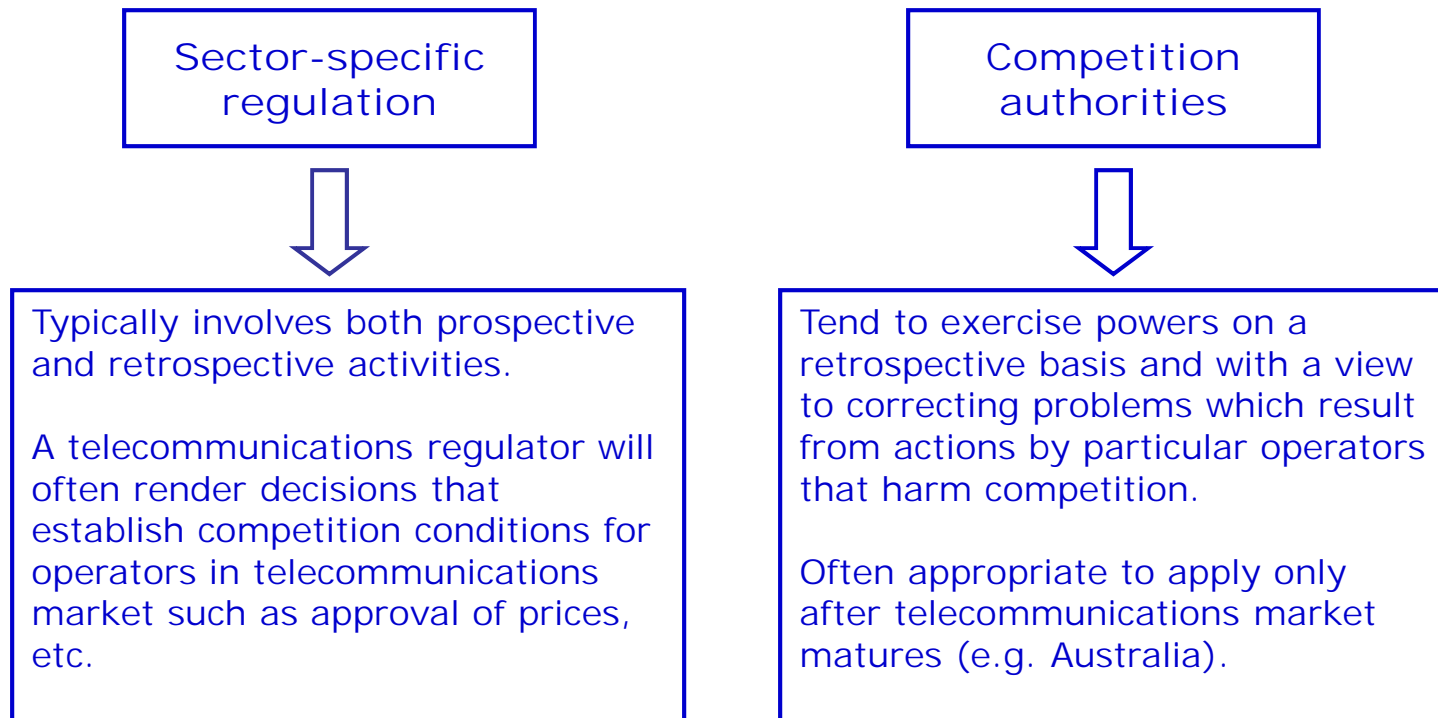 Sector-specific
regulation
Competition
authorities
Typically involves both prospective
and retrospective activities.
A telecommunications regulator will
often render decisions that
establish competition conditions for
operators in telecommunications
market such as approval of prices,
etc.
Tend to exercise powers on a
retrospective basis and with a view
to correcting problems which result
from actions by particular operators
that harm competition.
Often appropriate to apply only
after telecommunications market
matures (e.g. Australia).